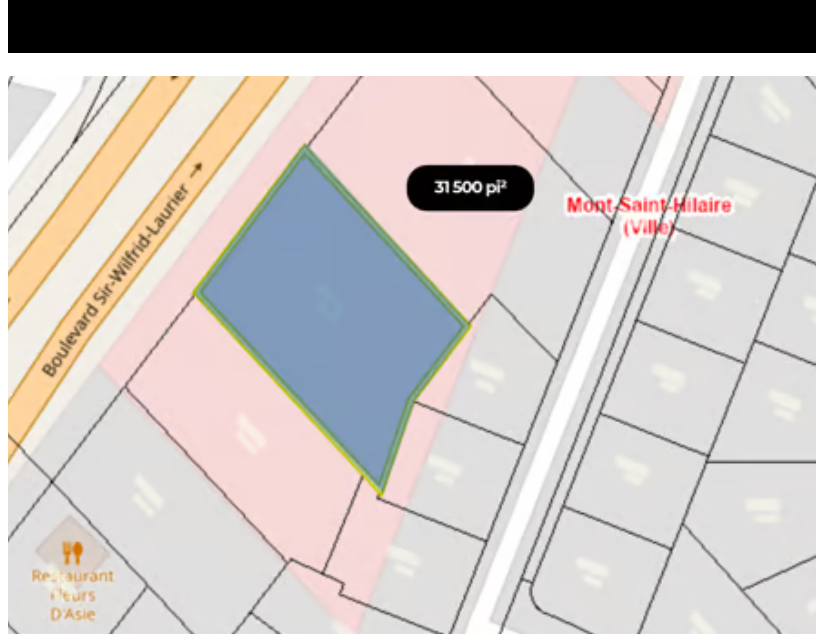 31 500 pi²
Mont-Saint-Hilaire
(Ville)
Boulevard Sir-Wilfrid-Laurier →
Restaurant
Fleurs
D'Asie